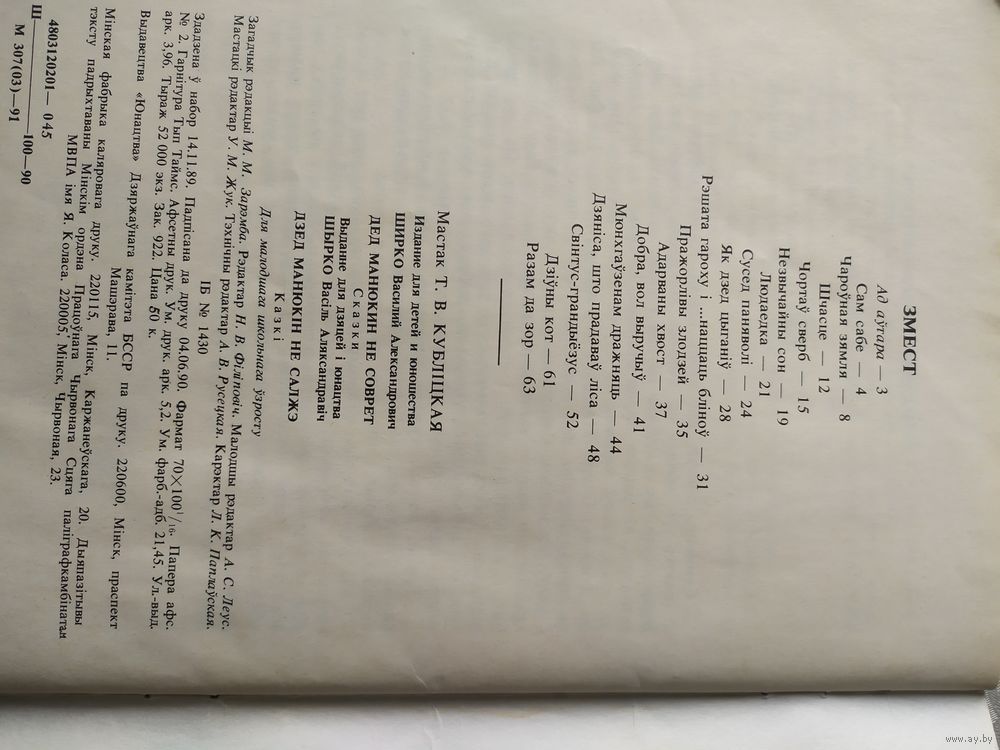 ЗМЕСТ
Ад аўтара — 3
Сам сабе — 4
Чароўная зямля — 8
Шчасце — 12
Чортаў сверб — 15
Незвычайны сон — 19
Людаедка — 21
Сусед паняволі — 24
Як дзед цыганіў — 28
Рэшата гароху і ...наццаць бліноў — 31
Пражорлівы злодзей — 35
Адарваны хвост — 37
Добра, вол выручыў — 41
Мюнхгаўзенам дражняць — 44
Дзяніса, што прадаваў ліса — 48
Свінтус-грандыёзус — 52
Дзіўны кот — 61
Разам да зор — 63
Мастак Т. В. КУБЛІЦКАЯ
Издание для детей и юношества
ШИРКО Василий Александрович
ДЕД МАНЮКИН НЕ СОВРЕТ
Сказки
Выданне для дзяцей і юнацтва
ШЫРКО Васіль Аляксандравіч
ДЗЕД МАНЮКІН НЕ САЛЖЭ
Казкі
Для малодшага школьнага ўзросту
Загадчык рэдакцыі М. М. Зарэмба. Рэдактар Н. В. Філіповіч. Малодшы рэдактар А. С. Леус.
Мастацкі рэдактар У. М. Жук. Тэхнічны рэдактар А. В. Русецкая. Карэктар Л. К. Паплаўская.
ІБ № 1430
Здадзена ў набор 14.11.89. Падпісана да друку 04.06.90. Фармат 70×100¹/₁₆. Папера афс.
№ 2. Гарнітура Тып Таймс. Афсетны друк. Ум. друк. арк. 5,2. Ум. фарб.-адб. 21,45. Ул.-выд.
арк. 3,96. Тыраж 52 000 экз. Зак. 922. Цана 50 к.
Выдавецтва «Юнацтва» Дзяржаўнага камітэта БССР па друку. 220600, Мінск, праспект
Машэрава, 11.
Мінская фабрыка каляровага друку. 220115, Мінск, Каржанеўскага, 20. Дыяпазітывы
тэксту падрыхтаваны Мінскім ордэна Працоўнага Чырвонага Сцяга паліграфкамбінатам
МВПА імя Я. Коласа. 220005, Мінск, Чырвоная, 23.
Ш 4803120201— 045 100—90
М 307(03)—91
www.ay.by